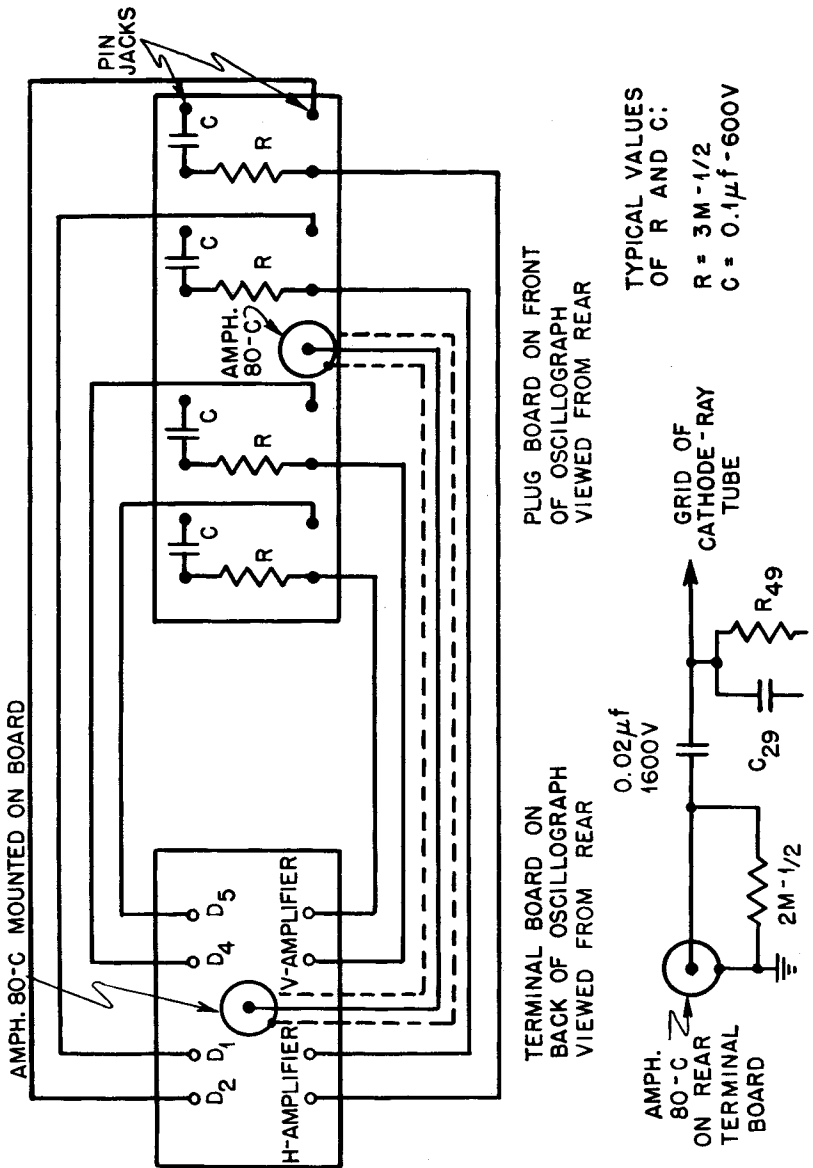 AMPH. 80-C MOUNTED ON BOARD
PIN
JACKS
D2
D1
D4
D5
H-AMPLIFIER
V-AMPLIFIER
C
R
C
R
AMPH.
80-C
C
R
C
R
TERMINAL BOARD ON
BACK OF OSCILLOGRAPH
VIEWED FROM REAR
PLUG BOARD ON FRONT
OF OSCILLOGRAPH
VIEWED FROM REAR
AMPH.
80-C
ON REAR
TERMINAL
BOARD
2M-1/2
0.02μf
1600V
C29
R49
GRID OF
CATHODE-RAY
TUBE
TYPICAL VALUES
OF R AND C:
R = 3M-1/2
C = 0.1μf-600V